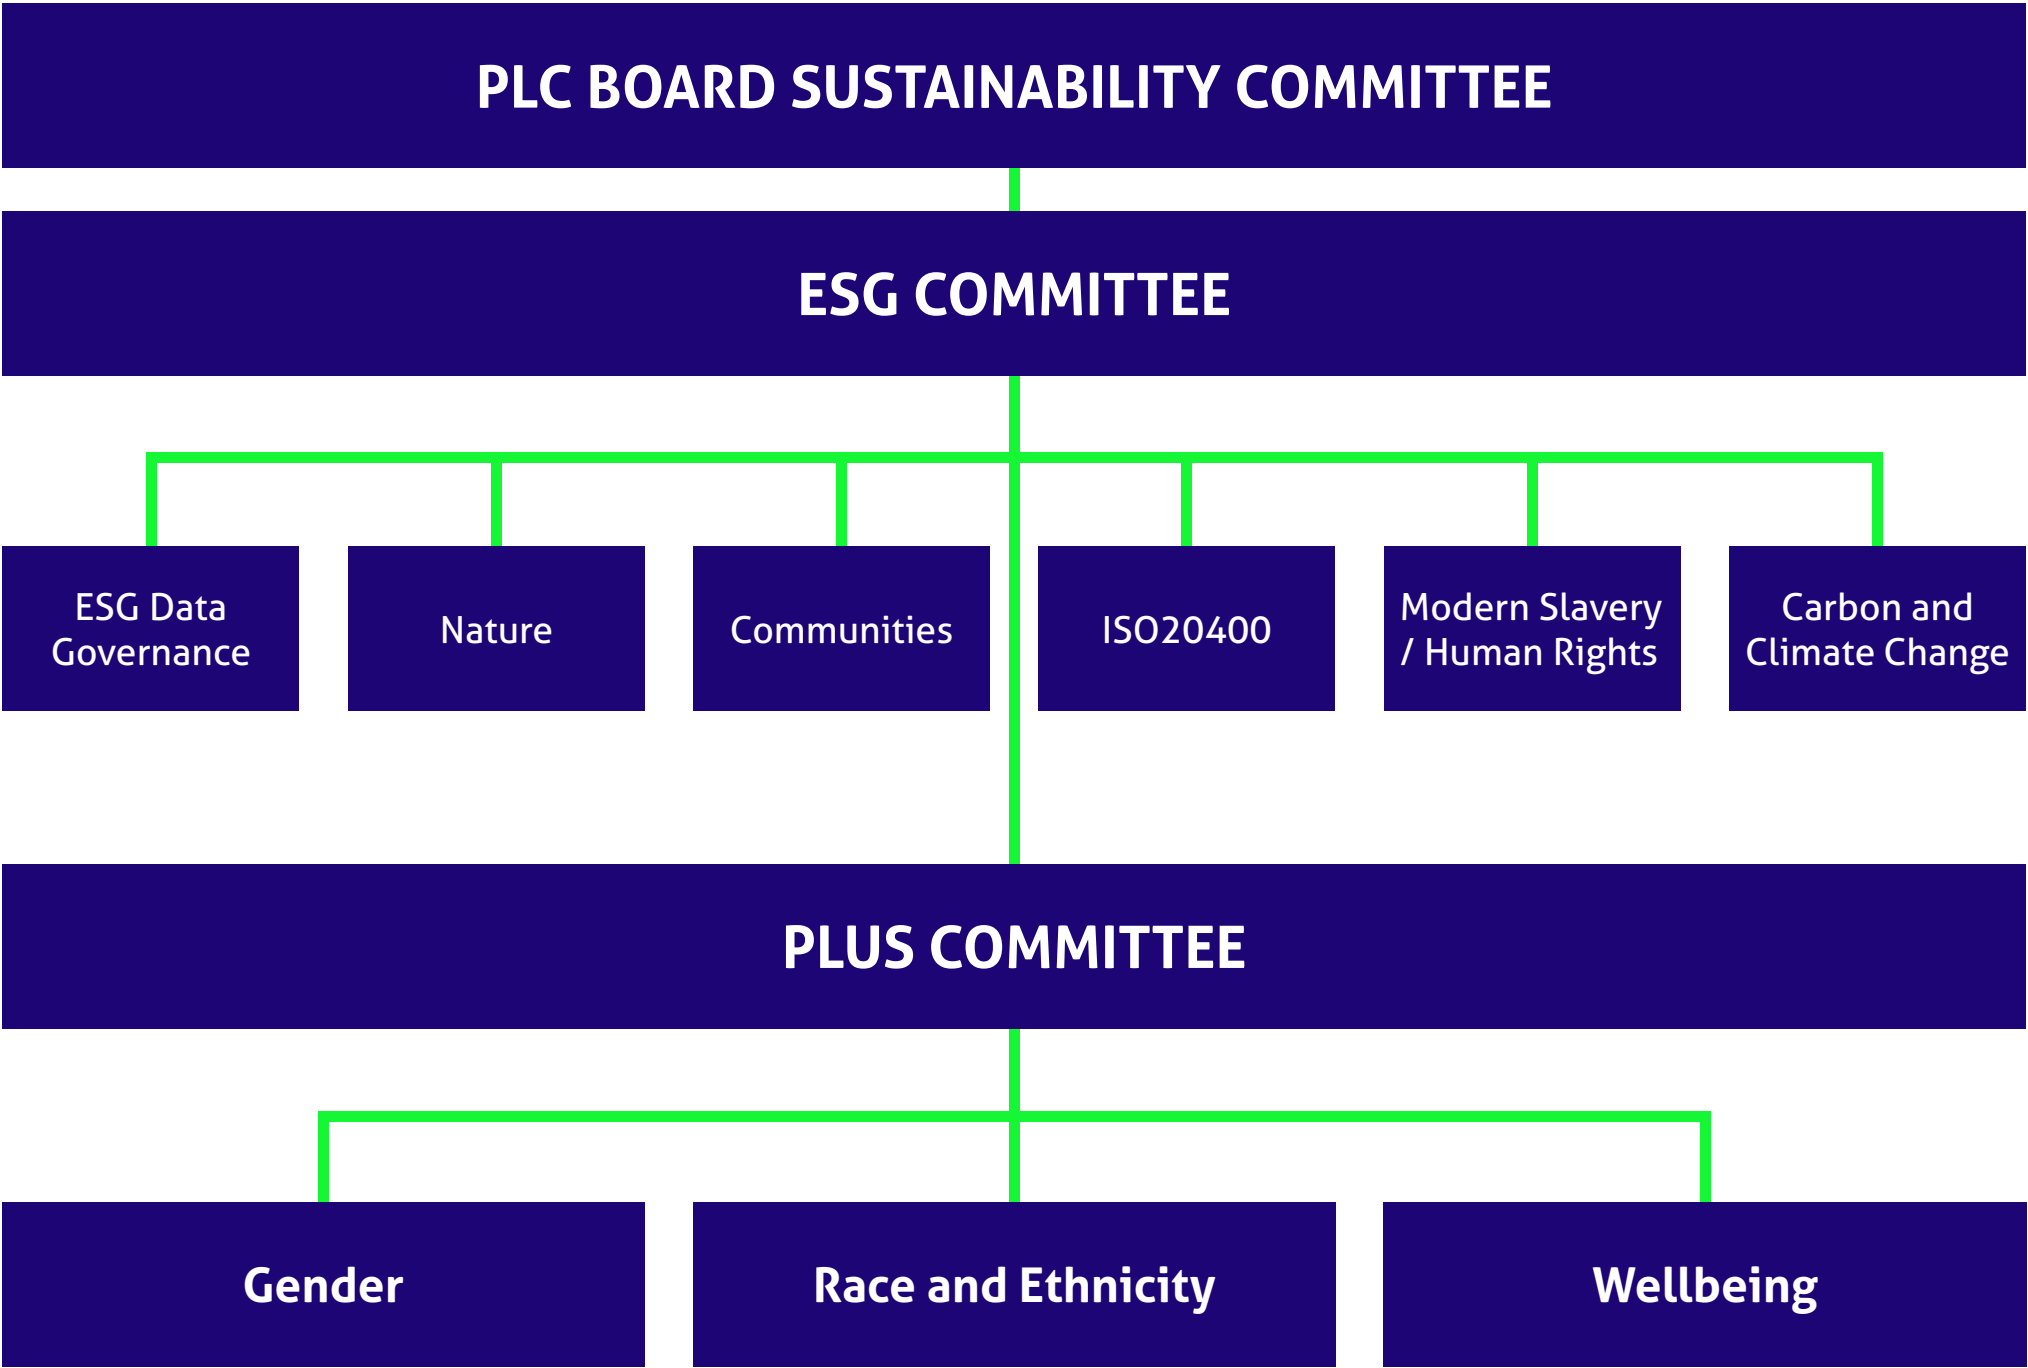 PLC BOARD SUSTAINABILITY COMMITTEE
ESG COMMITTEE
ESG Data
Governance
Nature
Communities
ISO20400
Modern Slavery
/ Human Rights
Carbon and
Climate Change
PLUS COMMITTEE
Gender
Race and Ethnicity
Wellbeing